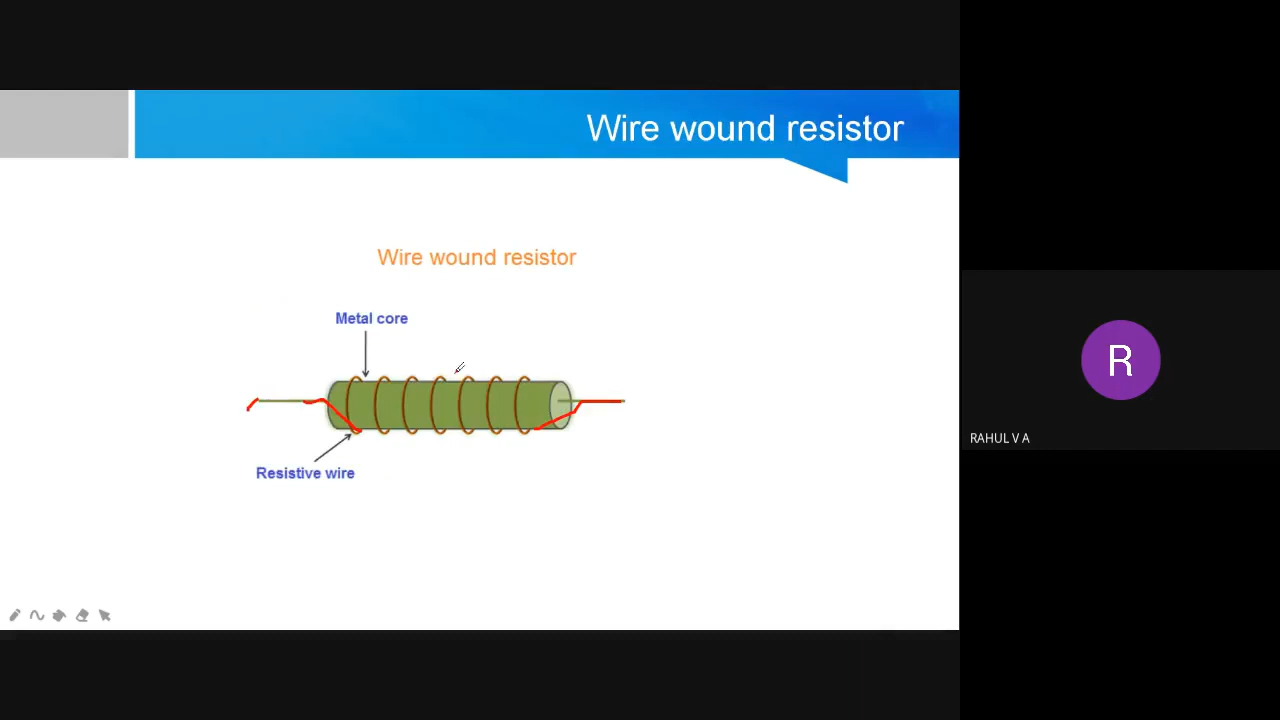 Wire wound resistor
Wire wound resistor
Metal core
Resistive wire
R
RAHUL V A